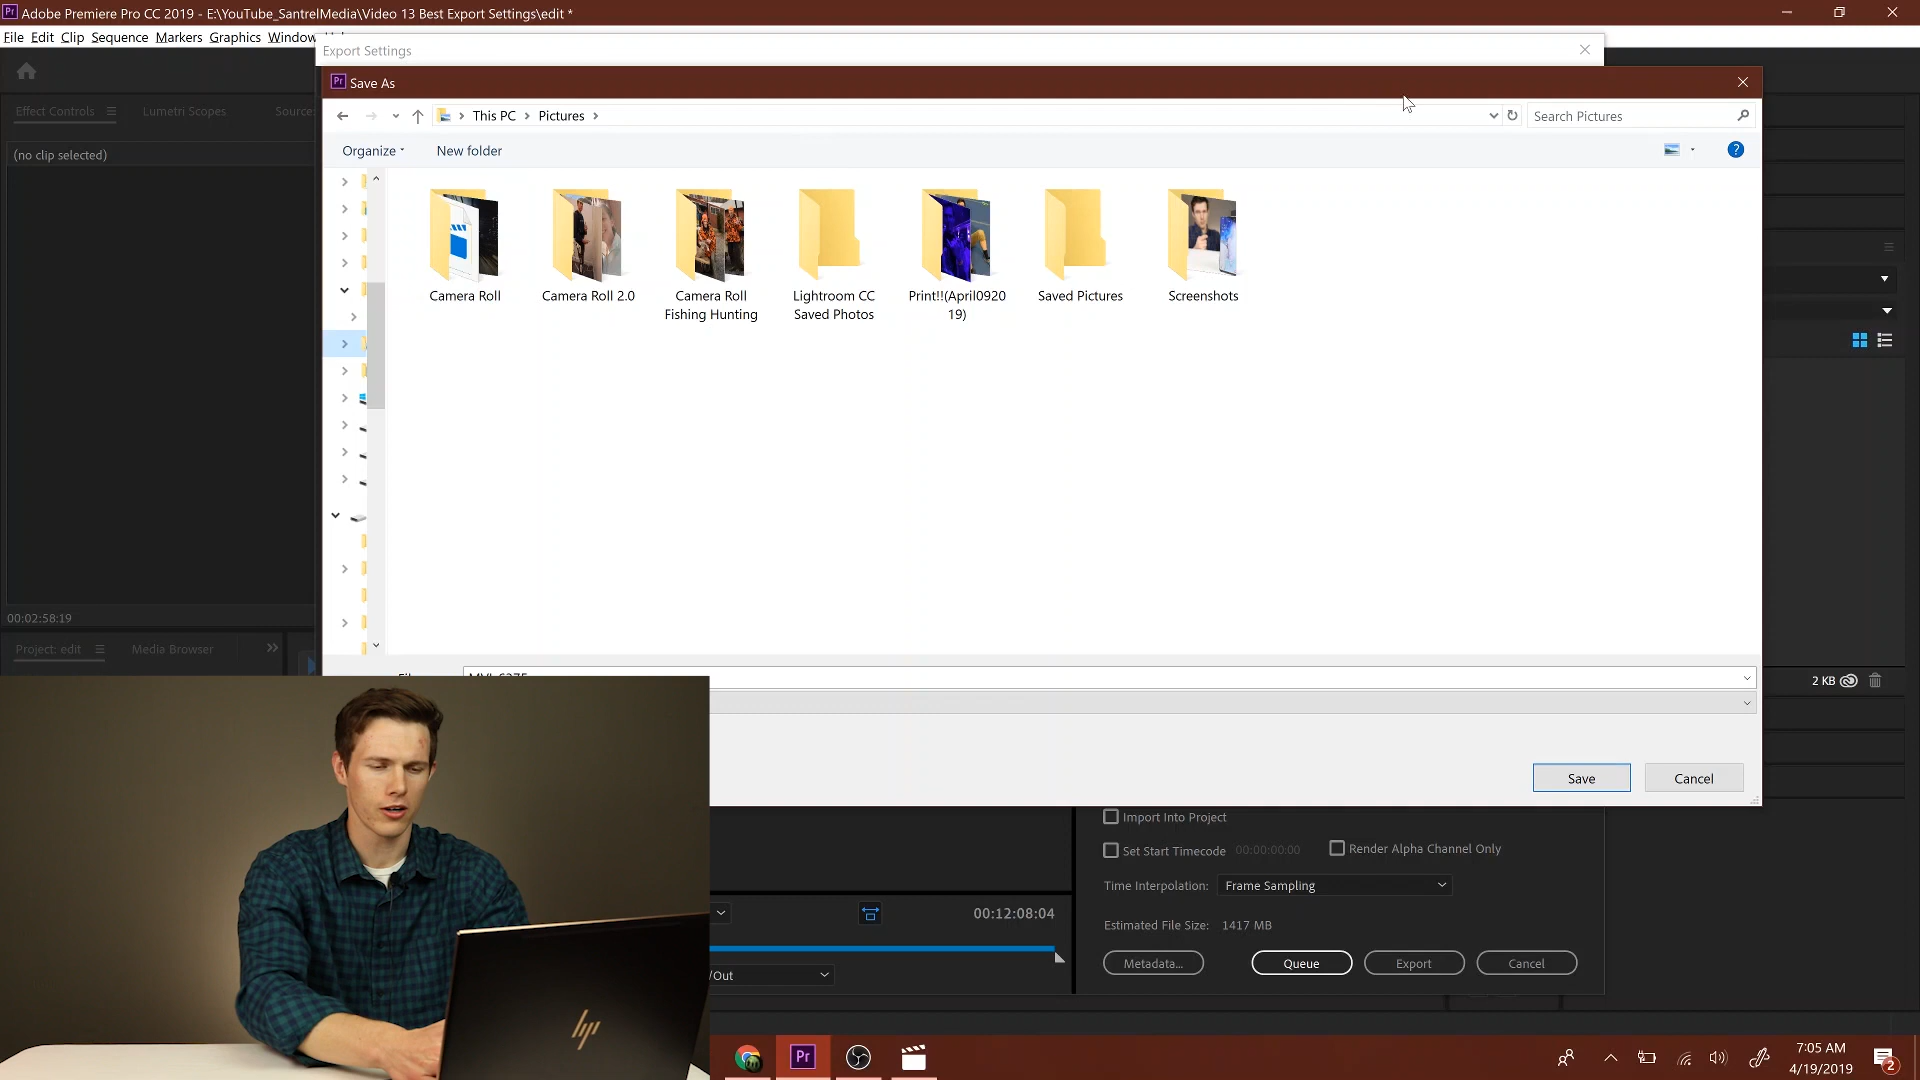 Adobe Premiere Pro CC 2019 - E:\YouTube_SantrelMedia\Video 13 Best Export Settings\edit *
File Edit Clip Sequence Markers Graphics Window
Export Settings
Pr Save As
Effect Controls Lumetri Scopes Source:
This PC Pictures Search Pictures
Organize New folder
(no clip selected)
Camera Roll
Camera Roll 2.0
Camera Roll
Fishing Hunting
Lightroom CC
Saved Photos
Print!!(April0920
19)
Saved Pictures
Screenshots
00:02:58:19
Project: edit Media Browser
2 KB
Save Cancel
Import Into Project
Set Start Timecode 00:00:00:00 Render Alpha Channel Only
Time Interpolation: Frame Sampling
00:12:08:04
Estimated File Size: 1417 MB
Metadata... Queue Export Cancel
/Out
hp
Pr
7:05 AM
4/19/2019
2